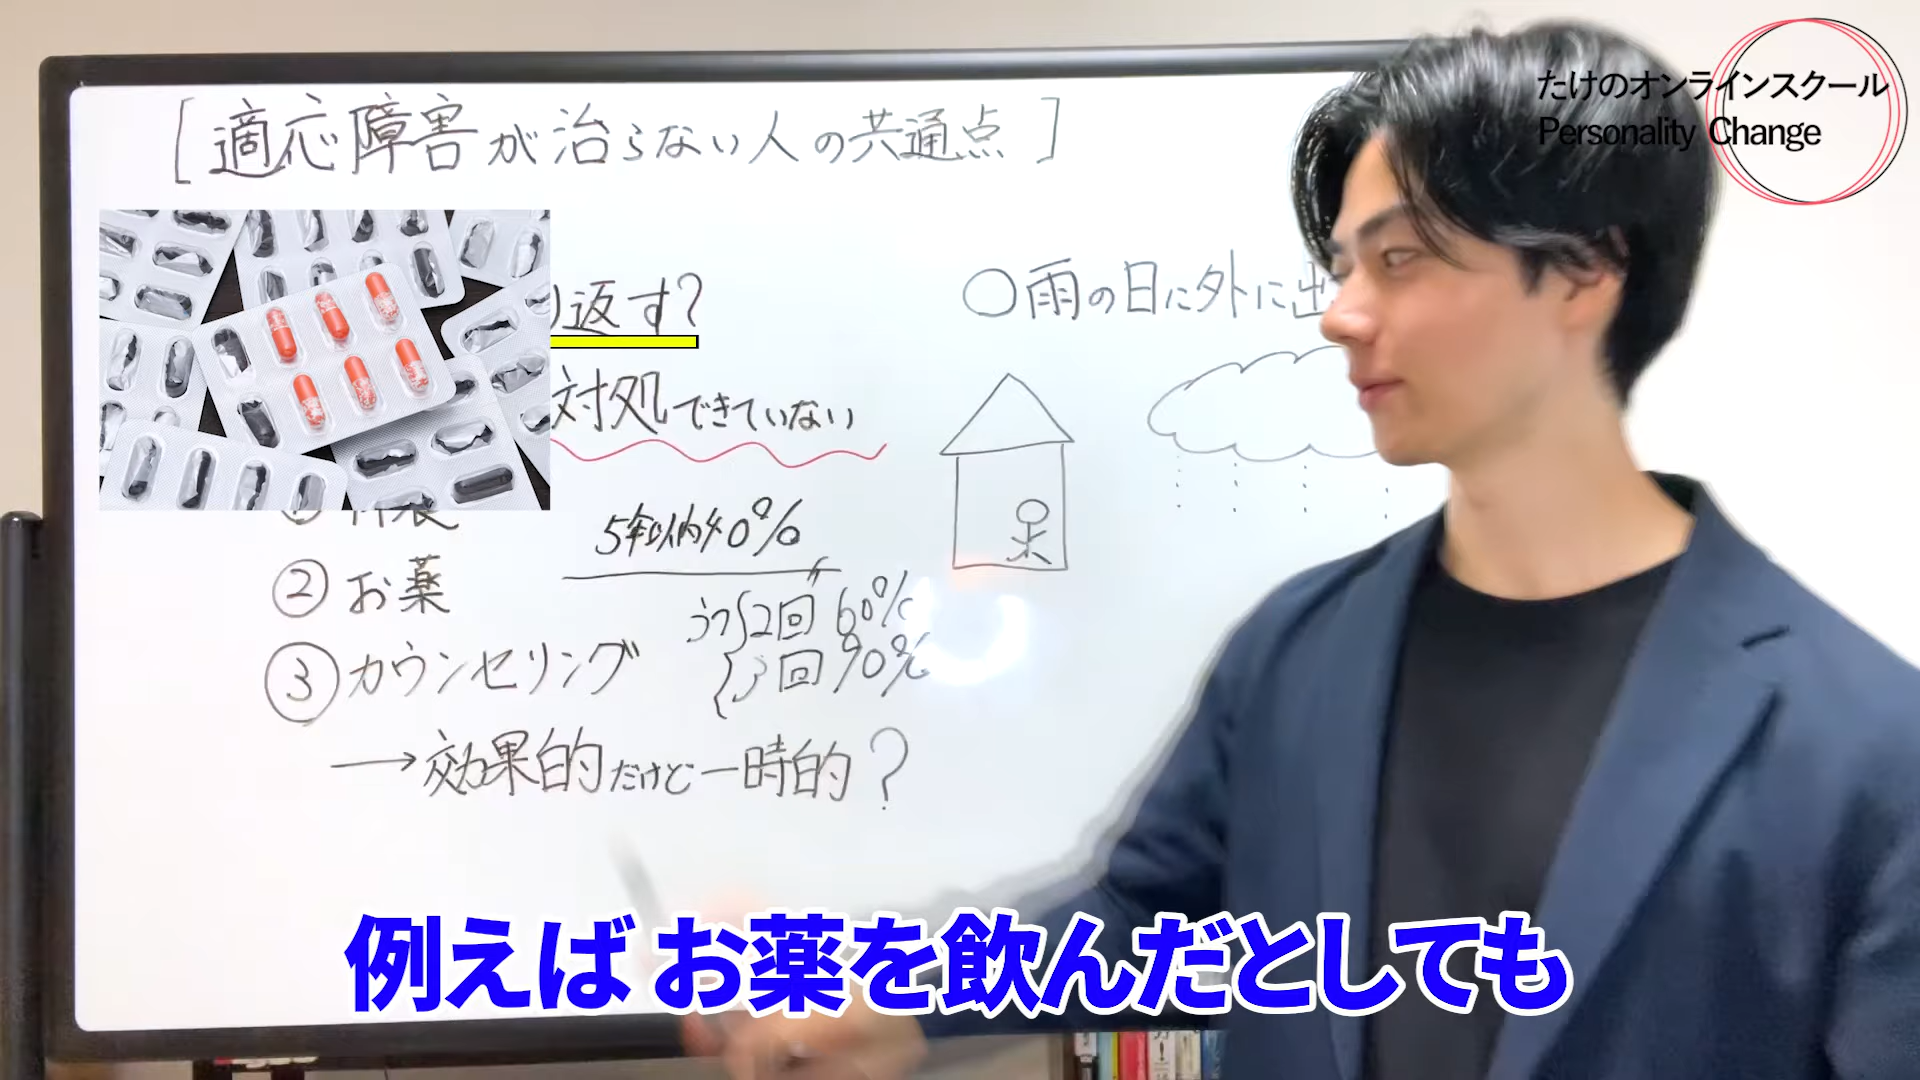 たけのオンラインスクール
Personality Change
[適応障害が治らない人の共通点]
り返す?
対処できていない
○雨の日に外に出
5年以内40%
② お薬
うつ 2回 60%
3回 90%
③ カウンセリング
→効果的だけど一時的?
例えば お薬を飲んだとしても